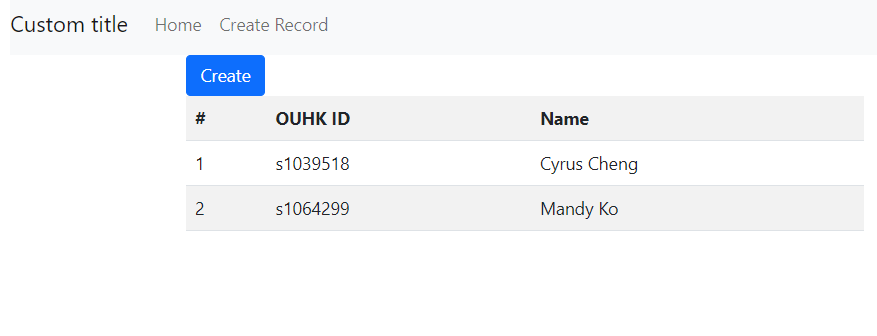 Custom title Home Create Record
Create
# OUHK ID Name
1 s1039518 Cyrus Cheng
2 s1064299 Mandy Ko